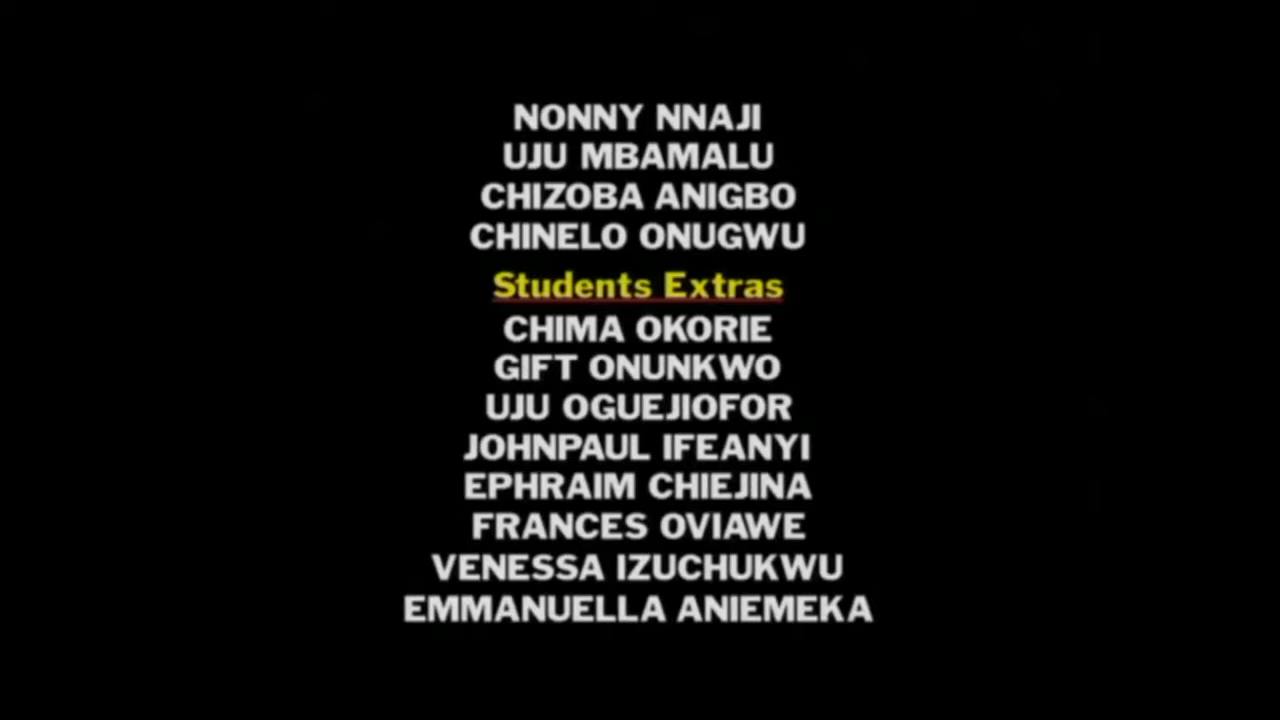 NONNY NNAJI
UJU MBAMALU
CHIZOBA ANIGBO
CHINELO ONUGWU
Students Extras
CHIMA OKORIE
GIFT ONUNKWO
UJU OGUEJIOFOR
JOHNPAUL IFEANYI
EPHRAIM CHIEJINA
FRANCES OVIAWE
VENESSA IZUCHUKWU
EMMANUELLA ANIEMEKA